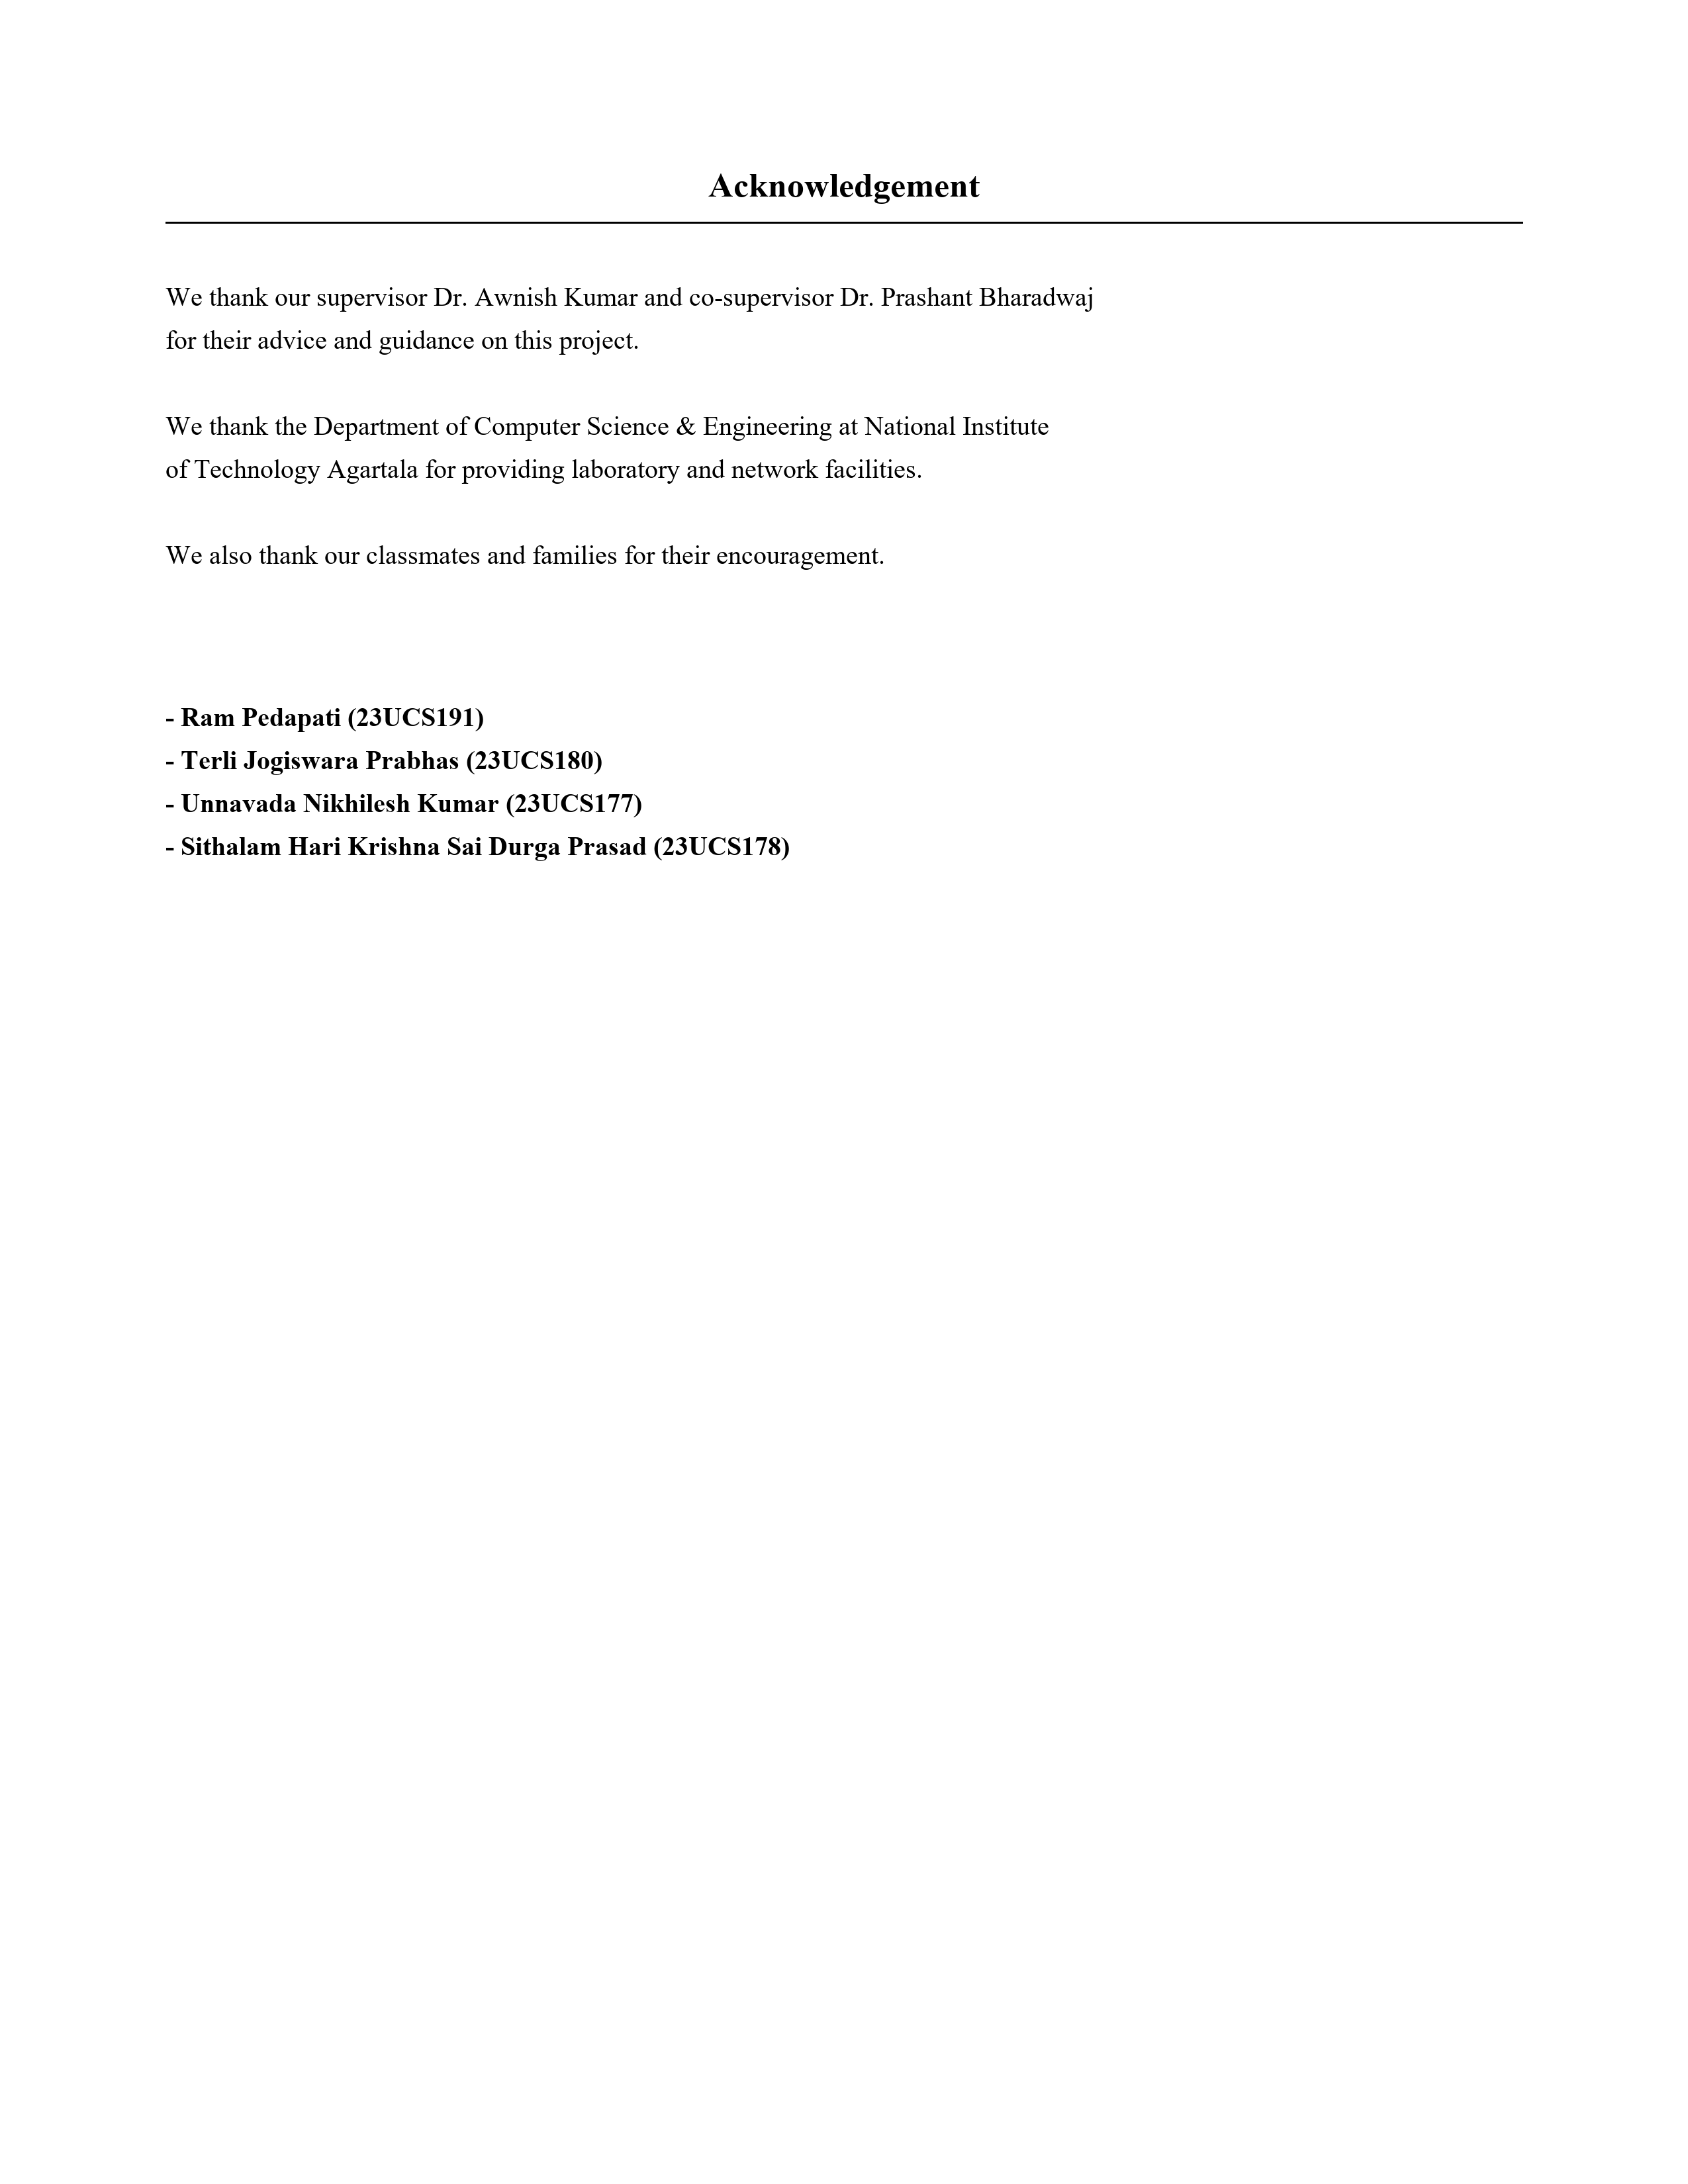 Acknowledgement
We thank our supervisor Dr. Awnish Kumar and co-supervisor Dr. Prashant Bharadwaj
for their advice and guidance on this project.
We thank the Department of Computer Science & Engineering at National Institute
of Technology Agartala for providing laboratory and network facilities.
We also thank our classmates and families for their encouragement.
- Ram Pedapati (23UCS191)
- Terli Jogiswara Prabhas (23UCS180)
- Unnavada Nikhilesh Kumar (23UCS177)
- Sithalam Hari Krishna Sai Durga Prasad (23UCS178)